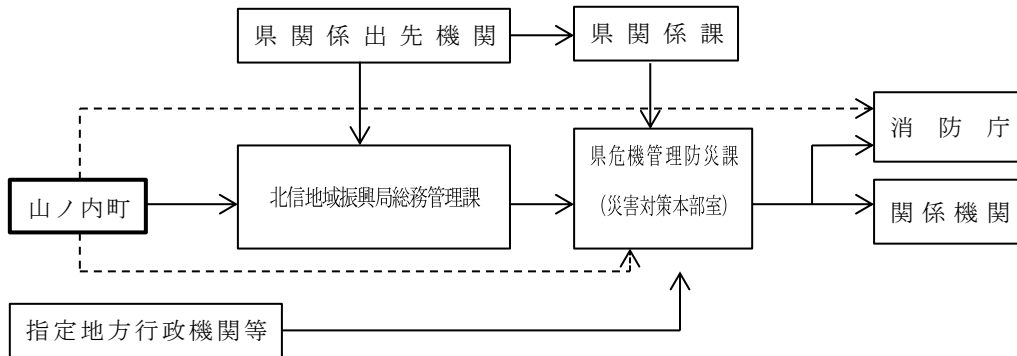 県関係出先機関
県関係課
消防庁
県危機管理防災課
(災害対策本部室)
北信地域振興局総務管理課
山ノ内町
関係機関
指定地方行政機関等